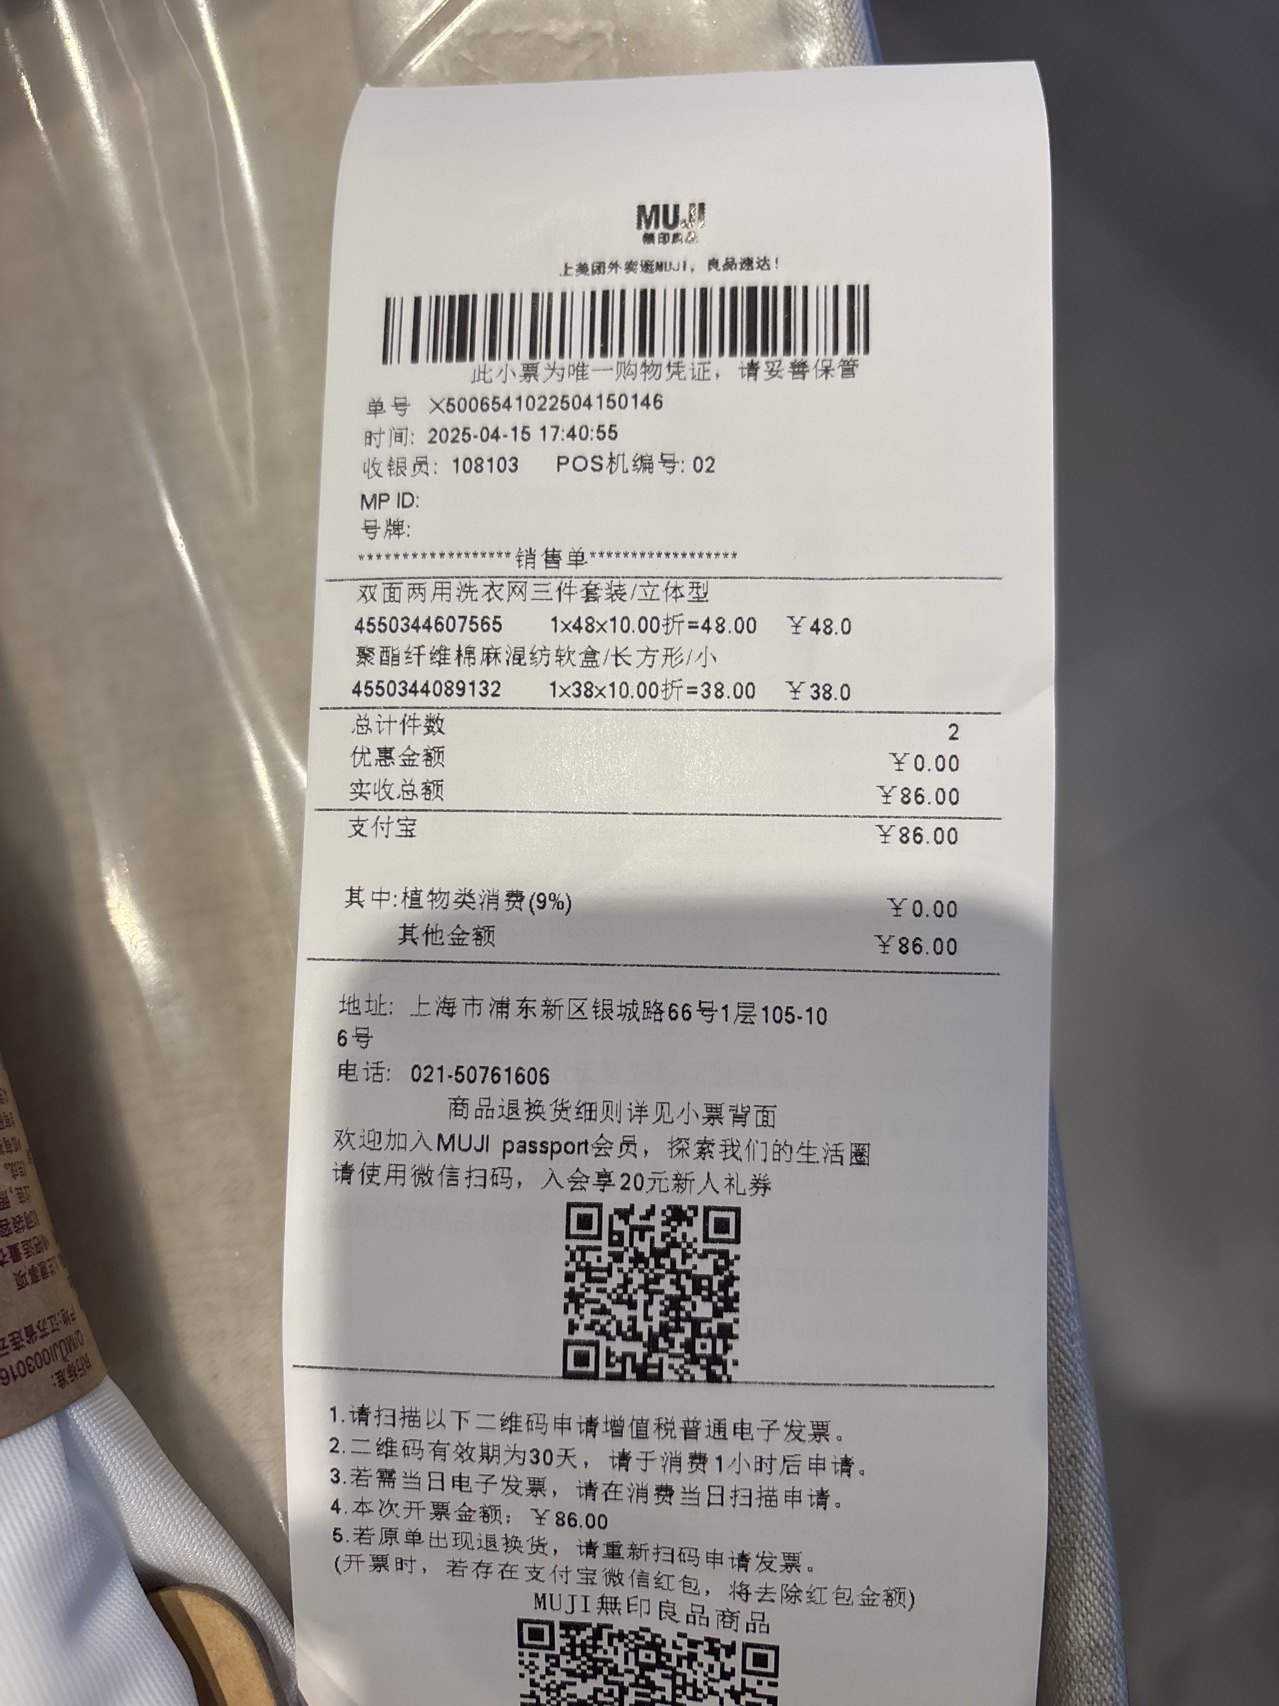 MUJI
無印良品
上美团外卖逛MUJI，良品速达！
此小票为唯一购物凭证，请妥善保管
单号 X5006541022504150146
时间: 2025-04-15 17:40:55
收银员: 108103 POS机编号: 02
MP ID:
号牌:
******************销售单******************
双面两用洗衣网三件套装/立体型
4550344607565 1x48x10.00折=48.00 ￥48.0
聚酯纤维棉麻混纺软盒/长方形/小
4550344089132 1x38x10.00折=38.00 ￥38.0
总计件数 2
优惠金额 ￥0.00
实收总额 ￥86.00
支付宝 ￥86.00
其中:植物类消费(9%) ￥0.00
其他金额 ￥86.00
地址: 上海市浦东新区银城路66号1层105-10
6号
电话: 021-50761606
商品退换货细则详见小票背面
欢迎加入MUJI passport会员，探索我们的生活圈
请使用微信扫码，入会享20元新人礼券
1.请扫描以下二维码申请增值税普通电子发票。
2.二维码有效期为30天，请于消费1小时后申请。
3.若需当日电子发票，请在消费当日扫描申请。
4.本次开票金额: ￥86.00
5.若原单出现退换货，请重新扫码申请发票。
(开票时，若存在支付宝微信红包，将去除红包金额)
MUJI無印良品商品
注意事项
产地:江苏省连云
Q/MUJI003016
执行标准: